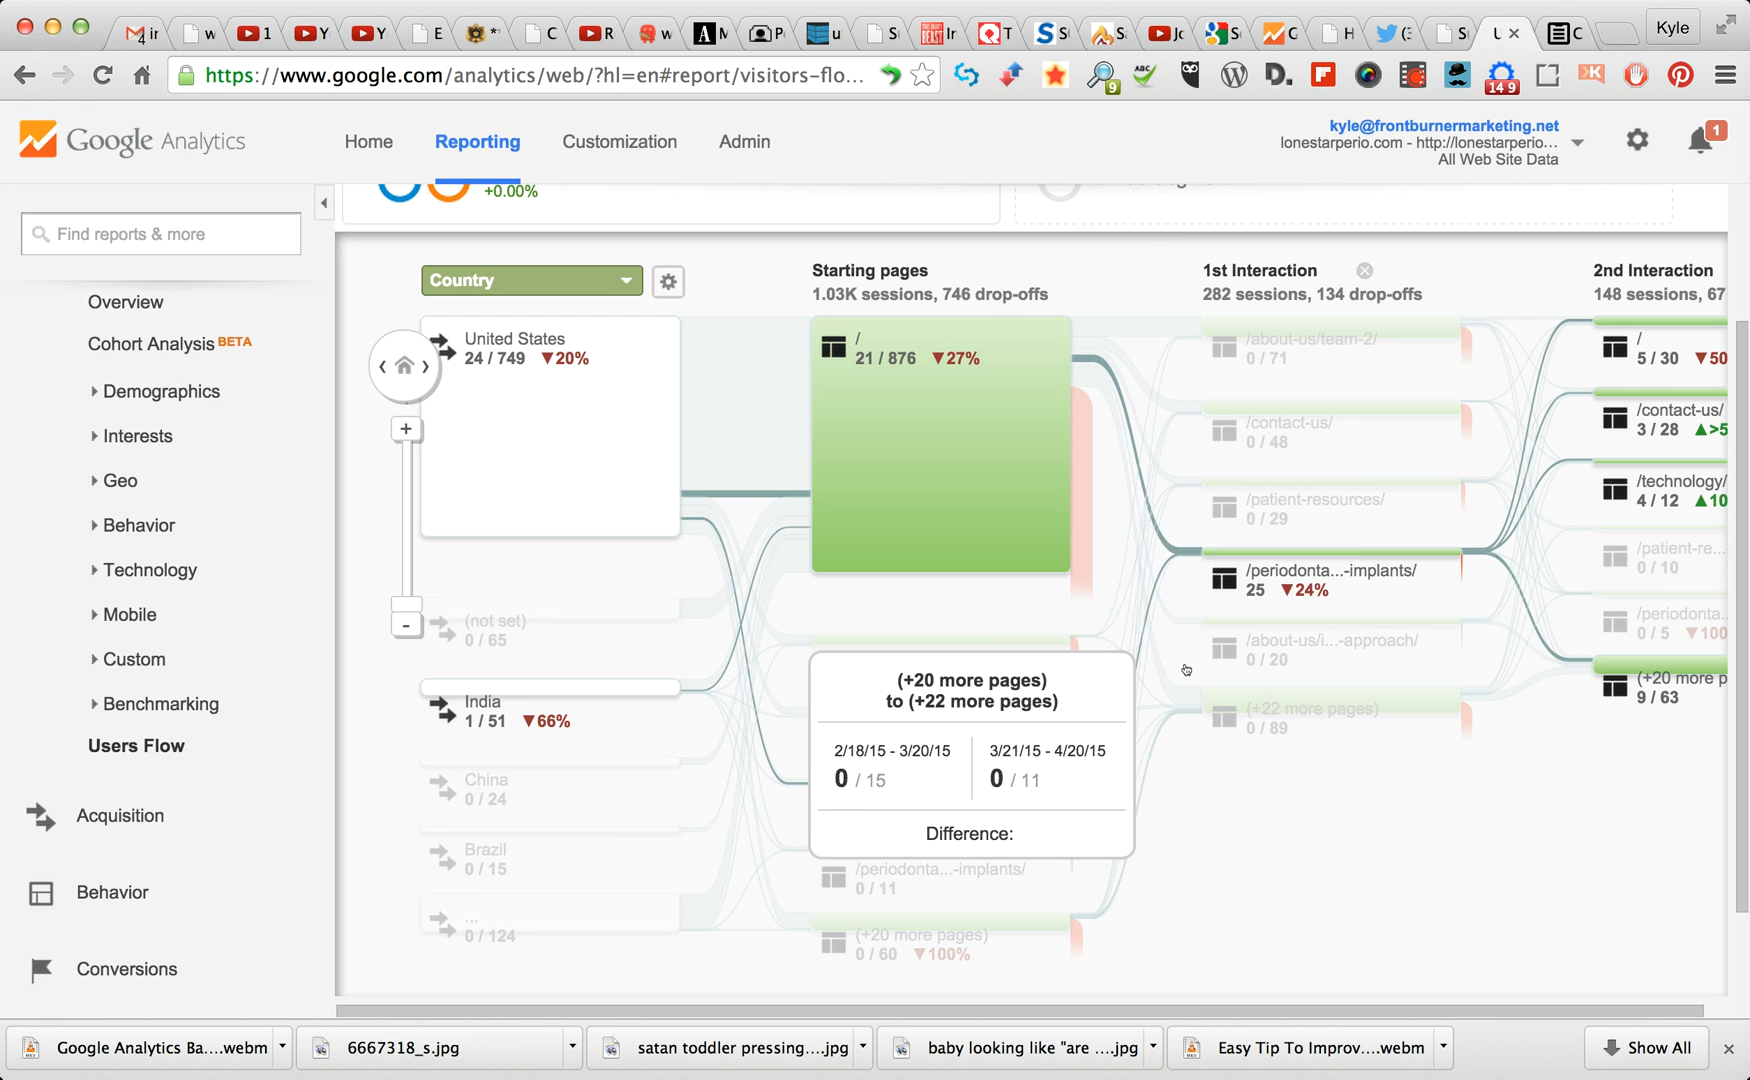 Kyle
https://www.google.com/analytics/web/?hl=en#report/visitors-flo...
9
14 9
Google Analytics
Home
Reporting
Customization
Admin
kyle@frontburnermarketing.net
lonestarperio.com - http://lonestarperio...
All Web Site Data
1
+0.00%
Find reports & more
Overview
Cohort Analysis BETA
Demographics
Interests
Geo
Behavior
Technology
Mobile
Custom
Benchmarking
Users Flow
Acquisition
Behavior
Conversions
Country
United States
24 / 749 ▼20%
(not set)
0 / 65
India
1 / 51 ▼66%
China
0 / 24
Brazil
0 / 15
...
0 / 124
+
-
Starting pages
1.03K sessions, 746 drop-offs
/
21 / 876 ▼27%
(+20 more pages)
to (+22 more pages)
2/18/15 - 3/20/15
0 / 15
3/21/15 - 4/20/15
0 / 11
Difference:
/periodonta...-implants/
0 / 11
(+20 more pages)
0 / 60 ▼100%
1st Interaction
282 sessions, 134 drop-offs
/about-us/team-2/
0 / 71
/contact-us/
0 / 48
/patient-resources/
0 / 29
/periodonta...-implants/
25 ▼24%
/about-us/i...-approach/
0 / 20
(+22 more pages)
0 / 89
2nd Interaction
148 sessions, 67
/
5 / 30 ▼50
/contact-us/
3 / 28 ▲>5
/technology/
4 / 12 ▲10
/patient-re...
0 / 10
/periodonta.
0 / 5 ▼100
(+20 more p
9 / 63
Google Analytics Ba....webm
6667318_s.jpg
satan toddler pressing....jpg
baby looking like "are ....jpg
Easy Tip To Improv....webm
Show All